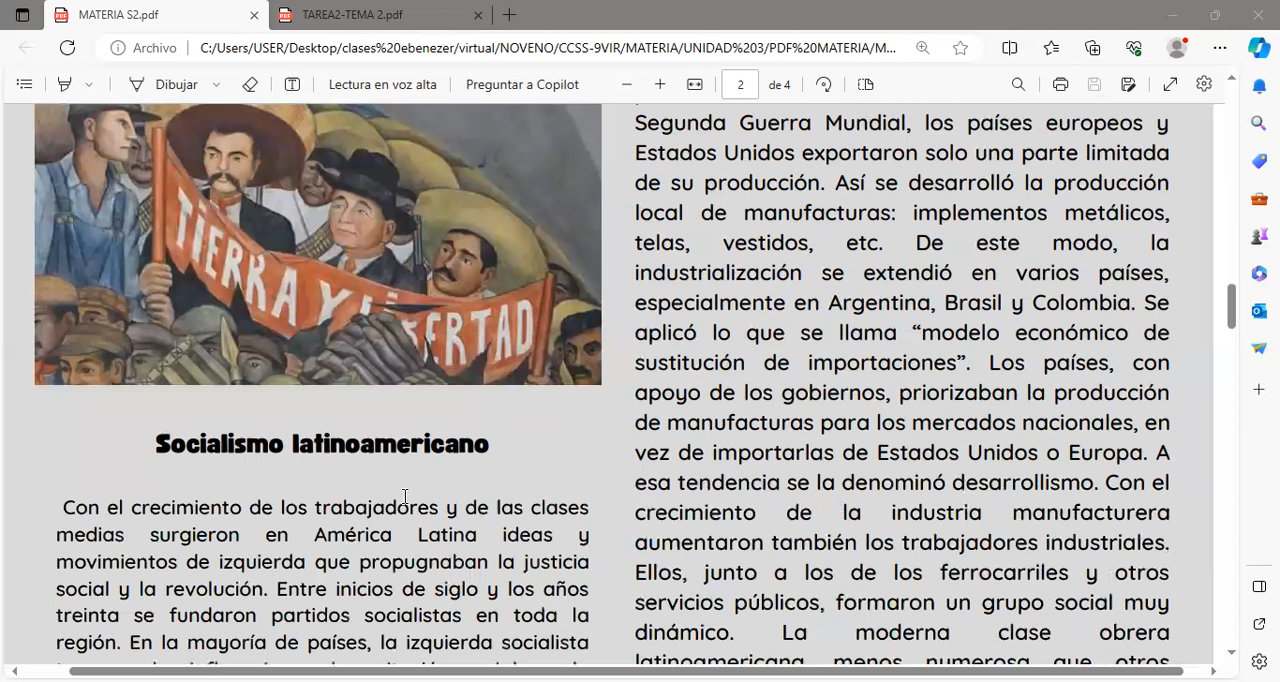 MATERIA S2.pdf
TAREA2-TEMA 2.pdf
Archivo
C:/Users/USER/Desktop/clases%20ebenezer/virtual/NOVENO/CCSS-9VIR/MATERIA/UNIDAD%203/PDF%20MATERIA/M...
Dibujar
Lectura en voz alta
Preguntar a Copilot
2
de 4
TIERRA Y LIBERTAD
Socialismo latinoamericano
Con el crecimiento de los trabajadores y de las clases
medias surgieron en América Latina ideas y
movimientos de izquierda que propugnaban la justicia
social y la revolución. Entre inicios de siglo y los años
treinta se fundaron partidos socialistas en toda la
región. En la mayoría de países, la izquierda socialista
Segunda Guerra Mundial, los países europeos y
Estados Unidos exportaron solo una parte limitada
de su producción. Así se desarrolló la producción
local de manufacturas: implementos metálicos,
telas, vestidos, etc. De este modo, la
industrialización se extendió en varios países,
especialmente en Argentina, Brasil y Colombia. Se
aplicó lo que se llama “modelo económico de
sustitución de importaciones”. Los países, con
apoyo de los gobiernos, priorizaban la producción
de manufacturas para los mercados nacionales, en
vez de importarlas de Estados Unidos o Europa. A
esa tendencia se la denominó desarrollismo. Con el
crecimiento de la industria manufacturera
aumentaron también los trabajadores industriales.
Ellos, junto a los de los ferrocarriles y otros
servicios públicos, formaron un grupo social muy
dinámico. La moderna clase obrera
latinoamericana, menos numerosa que otros